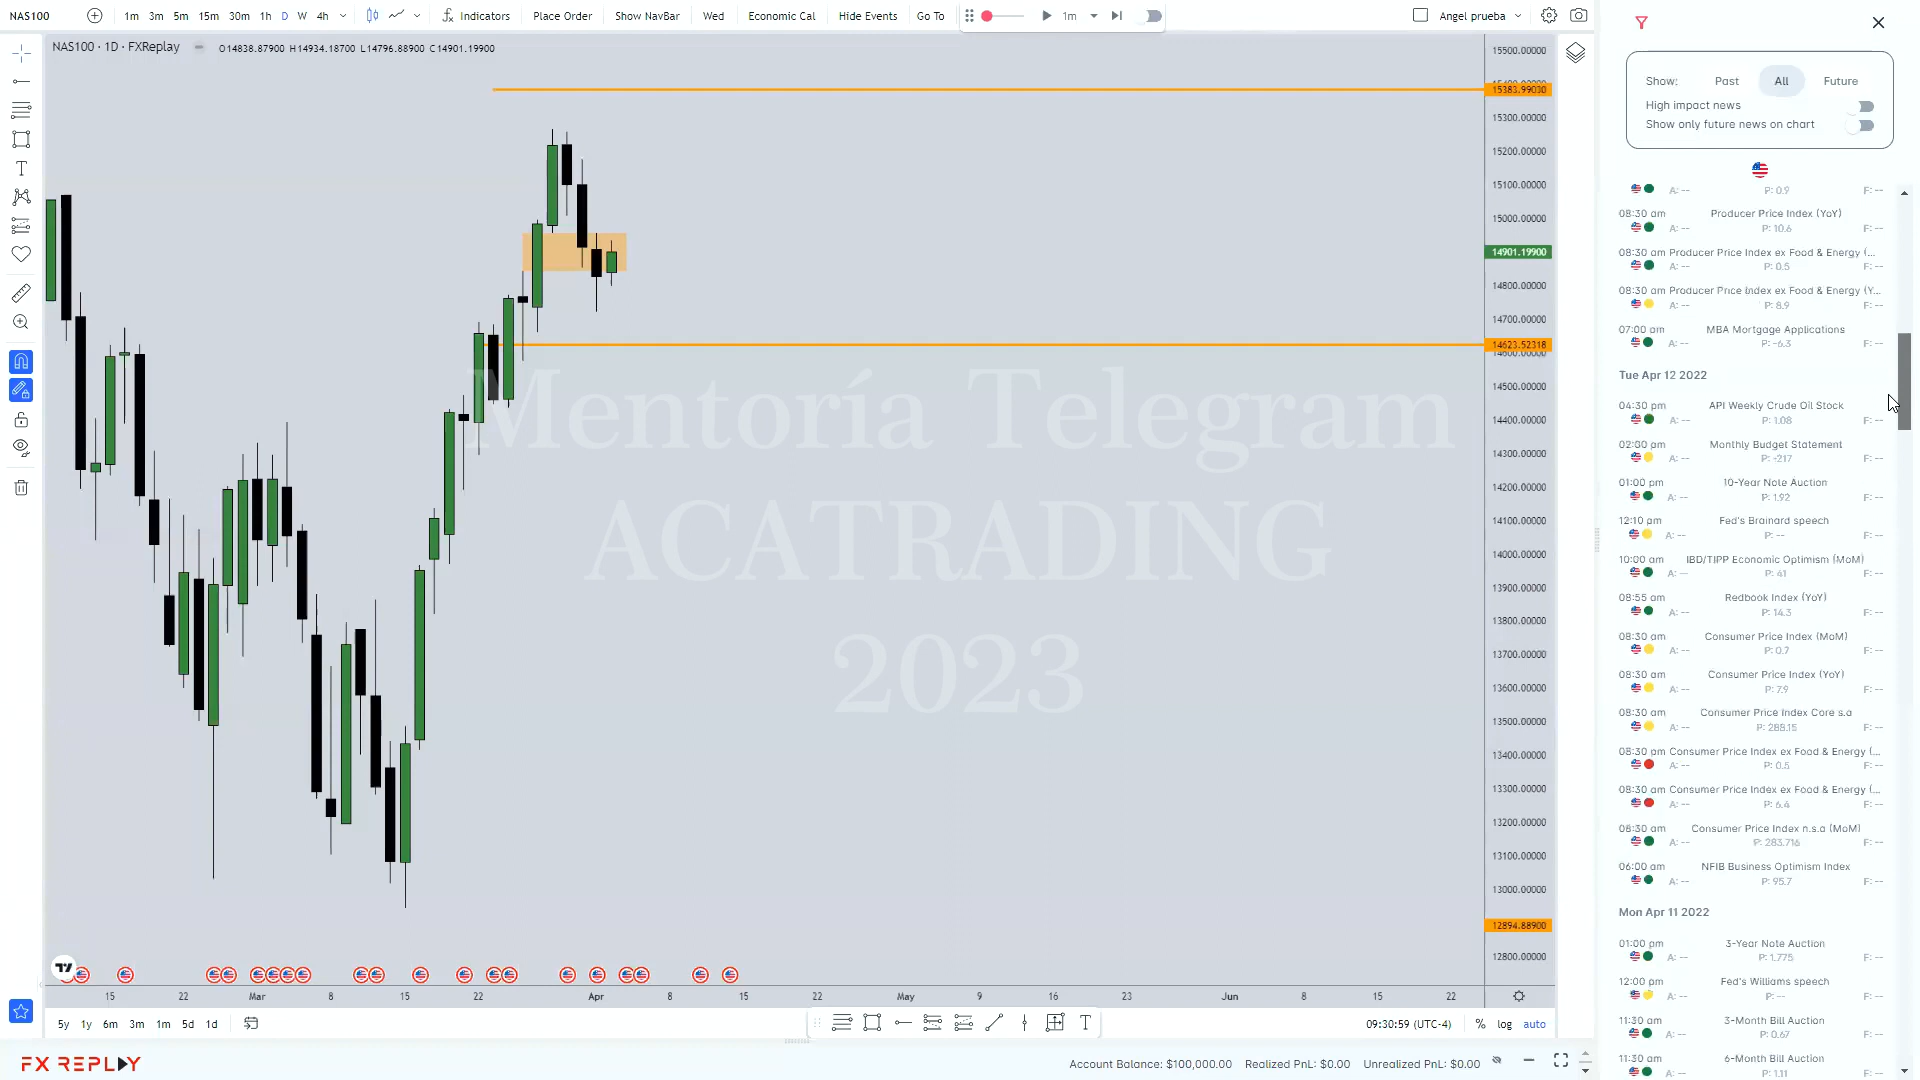 NAS100 1m 3m 5m 15m 30m 1h D W 4h Indicators Place Order Show NavBar Wed Economic Cal Hide Events Go To 1m Angel prueba
NAS100 · 1D · FXReplay O14838.87900 H14934.18700 L14796.88900 C14901.19900
Mentoría Telegram
ACATRADING
2023
15500.00000
15383.99030
15300.00000
15200.00000
15100.00000
15000.00000
14901.19900
14800.00000
14700.00000
14623.52318
14600.00000
14500.00000
14400.00000
14300.00000
14200.00000
14100.00000
14000.00000
13900.00000
13800.00000
13700.00000
13600.00000
13500.00000
13400.00000
13300.00000
13200.00000
13100.00000
13000.00000
12894.88900
12800.00000
15 22 Mar 8 15 22 Apr 8 15 22 May 9 16 23 Jun 8 15 22
5y 1y 6m 3m 1m 5d 1d
09:30:59 (UTC-4) % log auto
FX REPLAY
Account Balance: $100,000.00 Realized PnL: $0.00 Unrealized PnL: $0.00
Show: Past All Future
High impact news
Show only future news on chart
A: -- P: 0.9 F: --
08:30 am Producer Price Index (YoY)
A: -- P: 10.6 F: --
08:30 am Producer Price Index ex Food & Energy (...
A: -- P: 0.5 F: --
08:30 am Producer Price Index ex Food & Energy (Y...
A: -- P: 8.9 F: --
07:00 am MBA Mortgage Applications
A: -- P: -6.3 F: --
Tue Apr 12 2022
04:30 pm API Weekly Crude Oil Stock
A: -- P: 1.08 F: --
02:00 pm Monthly Budget Statement
A: -- P: -217 F: --
01:00 pm 10-Year Note Auction
A: -- P: 1.92 F: --
12:10 pm Fed's Brainard speech
A: -- P: -- F: --
10:00 am IBD/TIPP Economic Optimism (MoM)
A: -- P: 41 F: --
08:55 am Redbook Index (YoY)
A: -- P: 14.3 F: --
08:30 am Consumer Price Index (MoM)
A: -- P: 0.7 F: --
08:30 am Consumer Price Index (YoY)
A: -- P: 7.9 F: --
08:30 am Consumer Price Index Core s.a
A: -- P: 288.15 F: --
08:30 pm Consumer Price Index ex Food & Energy (...
A: -- P: 0.5 F: --
08:30 am Consumer Price Index ex Food & Energy (...
A: -- P: 6.4 F: --
08:30 am Consumer Price Index n.s.a (MoM)
A: -- P: 283.716 F: --
06:00 am NFIB Business Optimism Index
A: -- P: 95.7 F: --
Mon Apr 11 2022
01:00 pm 3-Year Note Auction
A: -- P: 1.775 F: --
12:00 pm Fed's Williams speech
A: -- P: -- F: --
11:30 am 3-Month Bill Auction
A: -- P: 0.67 F: --
11:30 am 6-Month Bill Auction
A: -- P: 1.11 F: --